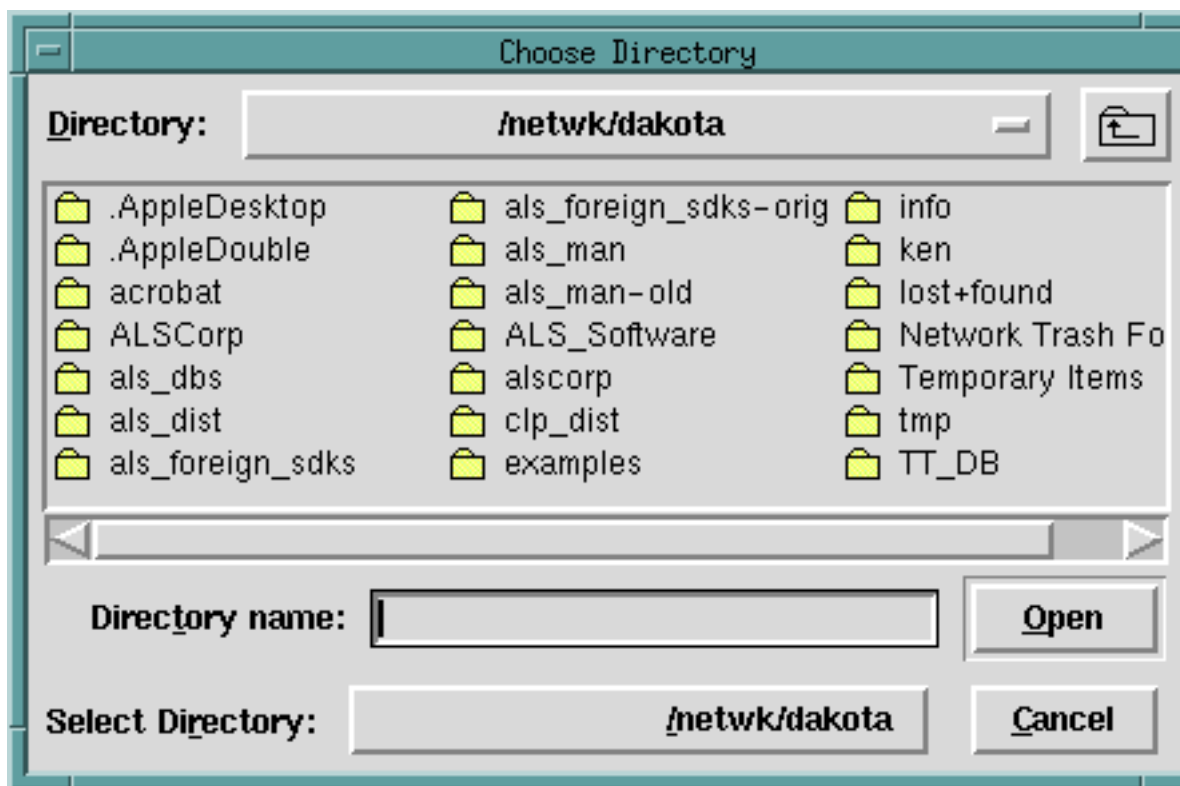 Choose Directory
Directory: /netwk/dakota
.AppleDesktop
.AppleDouble
acrobat
ALSCorp
als_dbs
als_dist
als_foreign_sdks
als_foreign_sdks-orig
als_man
als_man-old
ALS_Software
alscorp
clp_dist
examples
info
ken
lost+found
Network Trash Fo
Temporary Items
tmp
TT_DB
Directory name: Open
Select Directory: /netwk/dakota Cancel